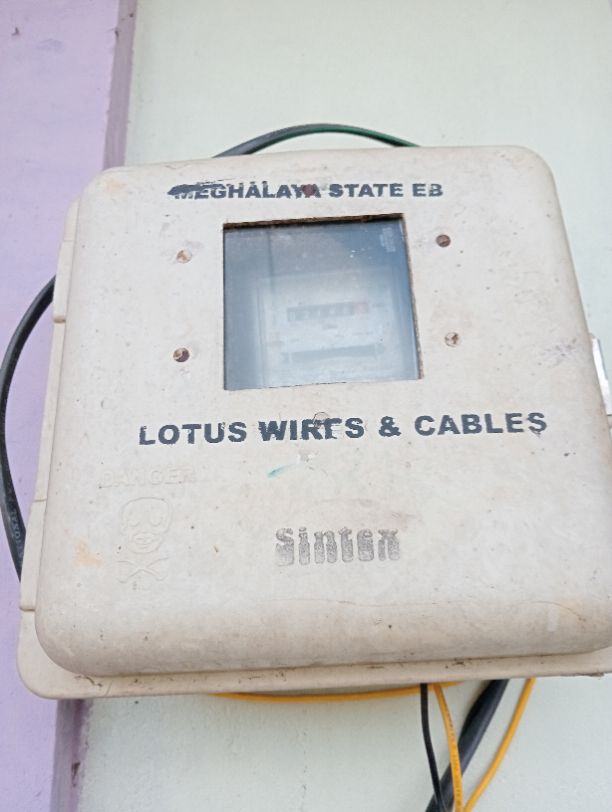 MEGHALAYA STATE EB
LOTUS WIRES & CABLES
DANGER
Sintex